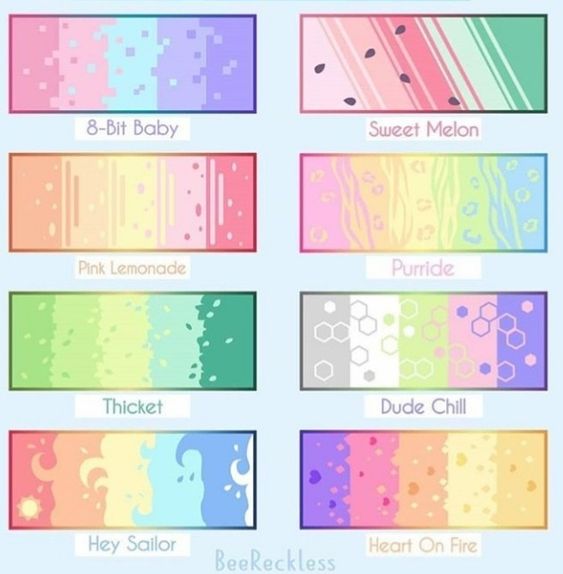 8-Bit Baby
Sweet Melon
Pink Lemonade
Purride
Thicket
Dude Chill
Hey Sailor
Heart On Fire
BeeReckless